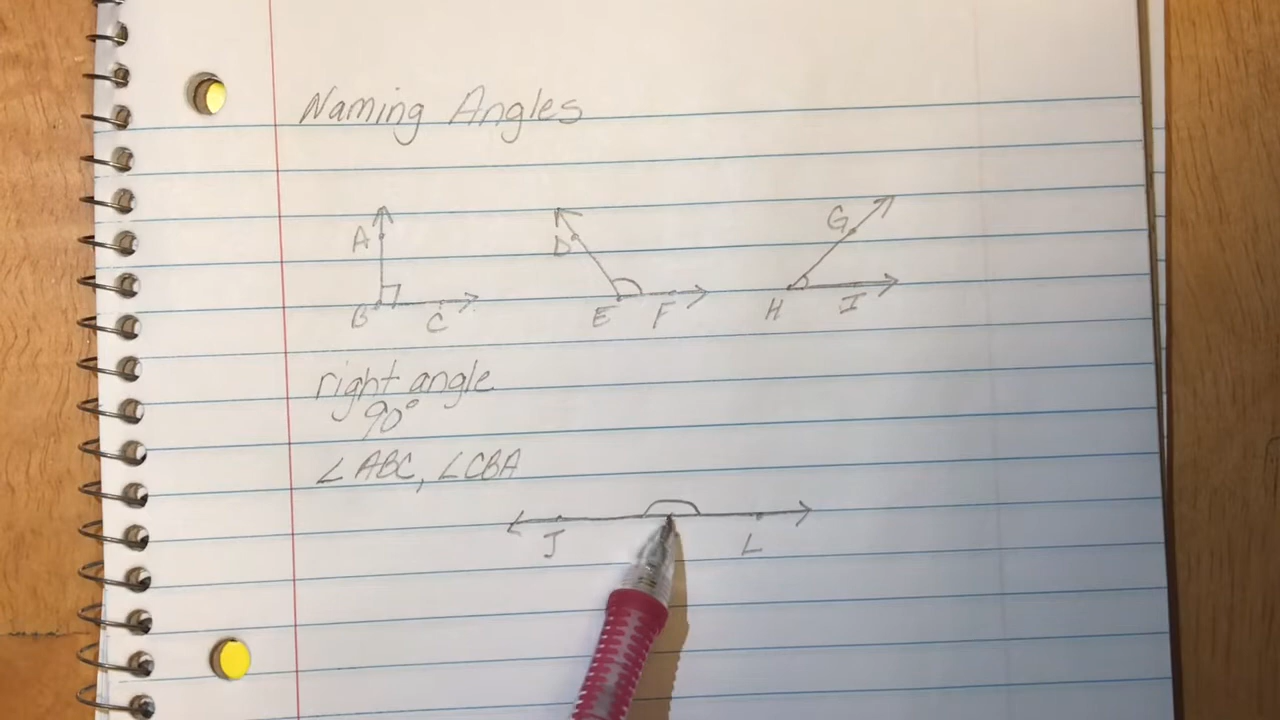 Naming Angles
A D G
B C E F H I
right angle
90°
∠ABC, ∠CBA
J L